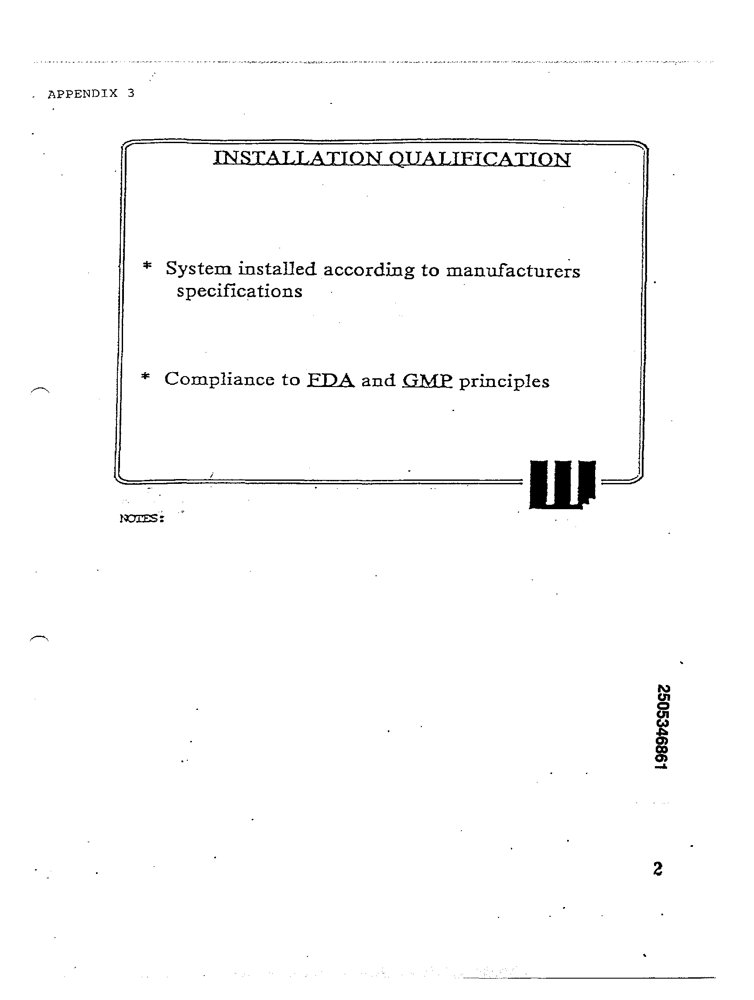 APPENDIX 3
INSTALLATION QUALIFICATION
* System installed according to manufacturers
specifications
* Compliance to FDA and GMP principles
NOTES:
2505346861
2